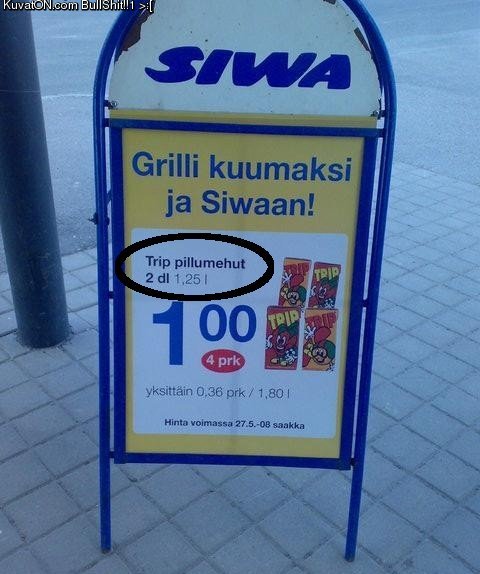 KuvatON.com BullShit!!1 >:[
SIWA
Grilli kuumaksi
ja Siwaan!
Trip pillumehut
2 dl 1,25 l
1 00
4 prk
TRIP TRIP
TRIP TRIP
yksittäin 0,36 prk / 1,80 l
Hinta voimassa 27.5.-08 saakka